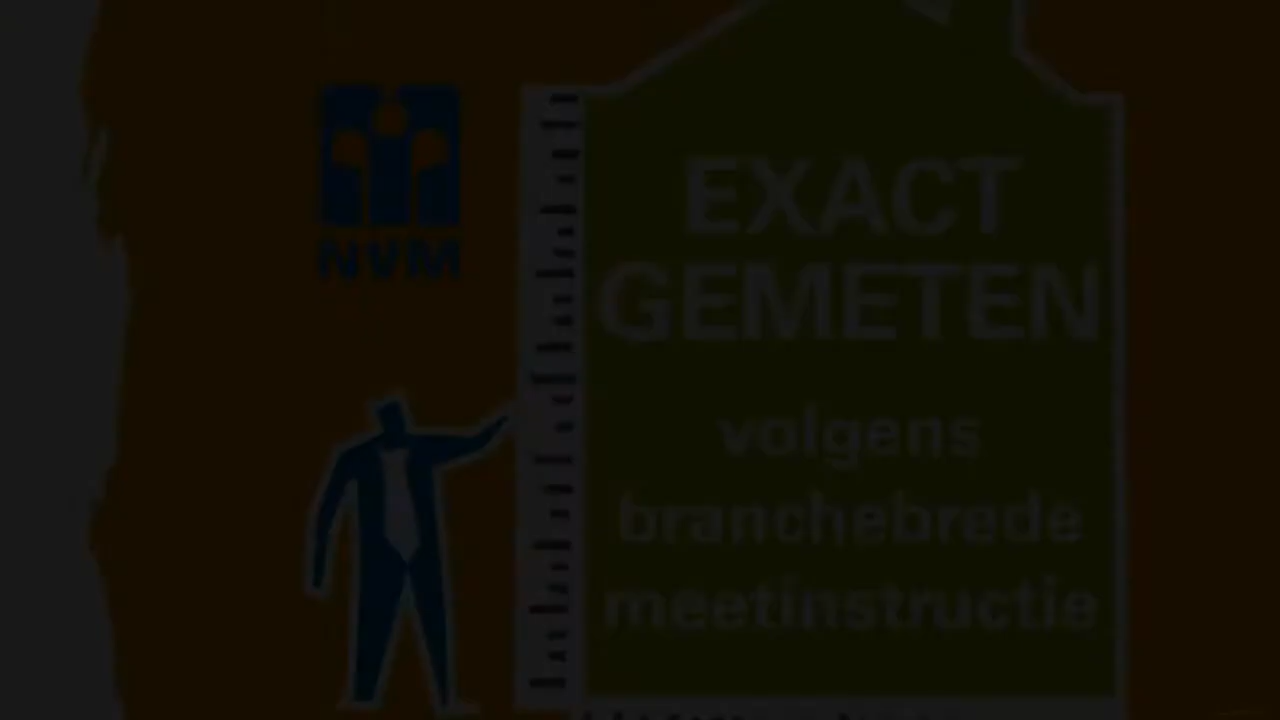 NVM
EXACT
GEMETEN
volgens
branchebrede
meetinstructie